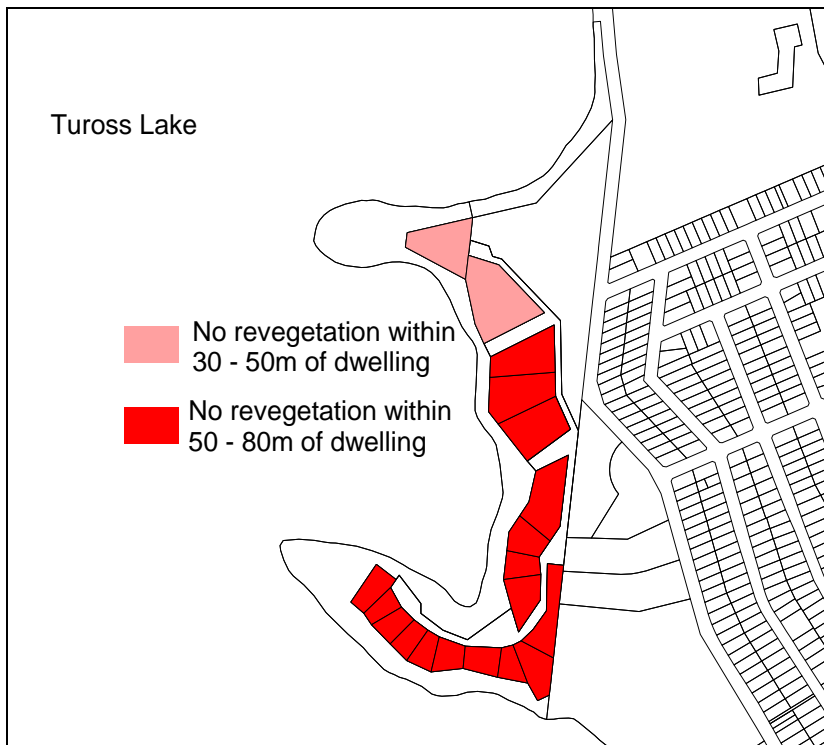 Tuross Lake
No revegetation within
30 - 50m of dwelling
No revegetation within
50 - 80m of dwelling